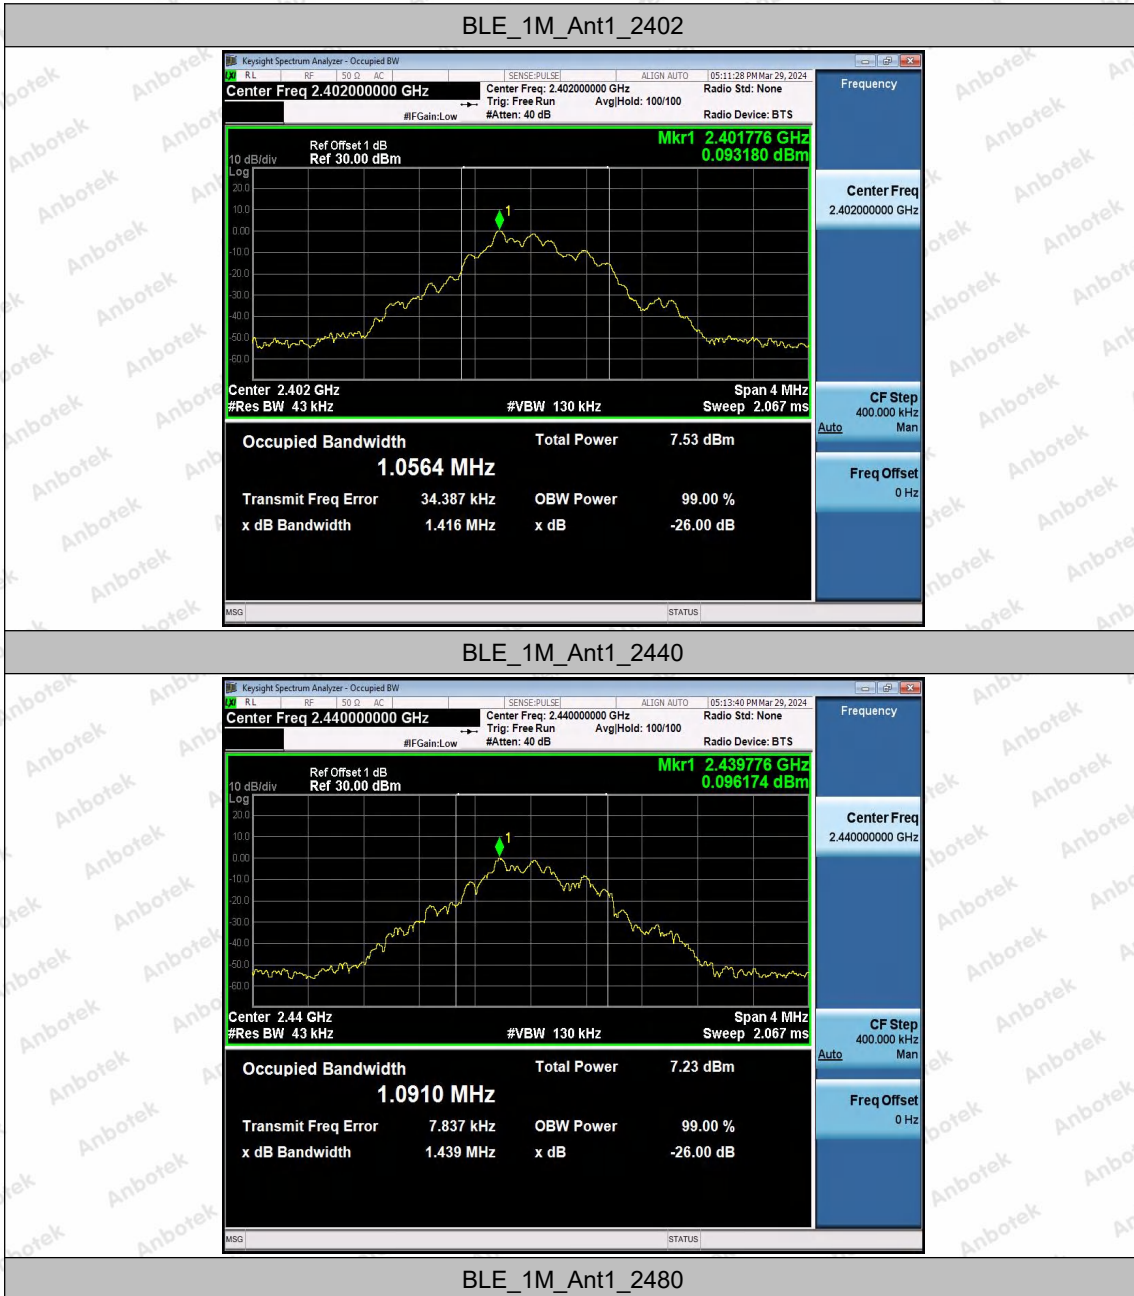 BLE_1M_Ant1_2402
Keysight Spectrum Analyzer - Occupied BW
LXI RL RF 50 Ω AC SENSE:PULSE ALIGN AUTO 05:11:28 PM Mar 29, 2024
Center Freq 2.402000000 GHz Center Freq: 2.402000000 GHz Radio Std: None Frequency
Trig: Free Run Avg|Hold: 100/100
#IFGain:Low #Atten: 40 dB Radio Device: BTS
Mkr1 2.401776 GHz
0.093180 dBm
Ref Offset 1 dB
10 dB/div Ref 30.00 dBm
Log
20.0
10.0
0.00
-10.0
-20.0
-30.0
-40.0
-50.0
-60.0
1
Center Freq
2.402000000 GHz
Center 2.402 GHz Span 4 MHz
#Res BW 43 kHz #VBW 130 kHz Sweep 2.067 ms
CF Step
400.000 kHz
Auto Man
Occupied Bandwidth Total Power 7.53 dBm
1.0564 MHz
Freq Offset
0 Hz
Transmit Freq Error 34.387 kHz OBW Power 99.00 %
x dB Bandwidth 1.416 MHz x dB -26.00 dB
MSG STATUS
BLE_1M_Ant1_2440
Keysight Spectrum Analyzer - Occupied BW
LXI RL RF 50 Ω AC SENSE:PULSE ALIGN AUTO 05:13:40 PM Mar 29, 2024
Center Freq 2.440000000 GHz Center Freq: 2.440000000 GHz Radio Std: None Frequency
Trig: Free Run Avg|Hold: 100/100
#IFGain:Low #Atten: 40 dB Radio Device: BTS
Mkr1 2.439776 GHz
0.096174 dBm
Ref Offset 1 dB
10 dB/div Ref 30.00 dBm
Log
20.0
10.0
0.00
-10.0
-20.0
-30.0
-40.0
-50.0
-60.0
1
Center Freq
2.440000000 GHz
Center 2.44 GHz Span 4 MHz
#Res BW 43 kHz #VBW 130 kHz Sweep 2.067 ms
CF Step
400.000 kHz
Auto Man
Occupied Bandwidth Total Power 7.23 dBm
1.0910 MHz
Freq Offset
0 Hz
Transmit Freq Error 7.837 kHz OBW Power 99.00 %
x dB Bandwidth 1.439 MHz x dB -26.00 dB
MSG STATUS
BLE_1M_Ant1_2480
Anbotek